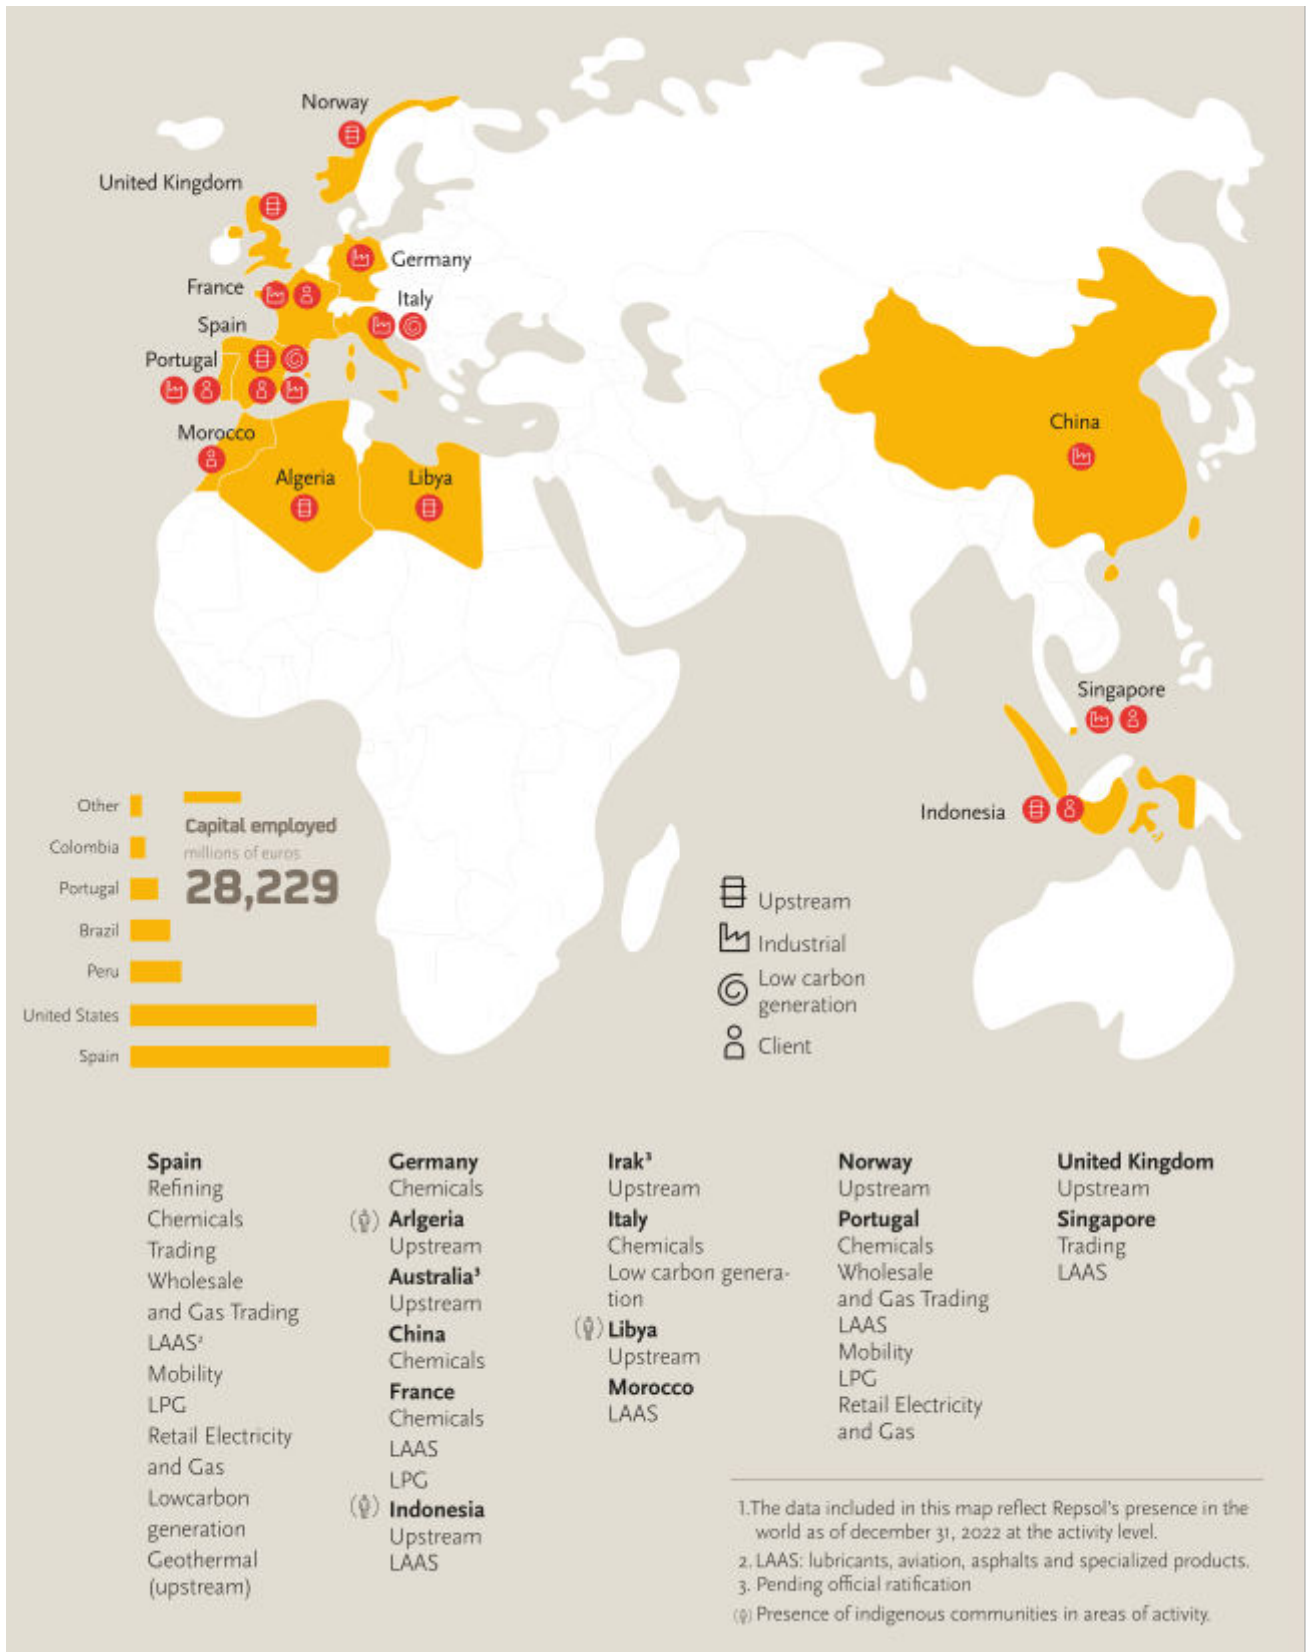 Norway
United Kingdom
Germany
France
Italy
Spain
Portugal
Morocco
Algeria
Libya
China
Singapore
Indonesia
Other
Colombia
Portugal
Brazil
Peru
United States
Spain
Capital employed
millions of euros
28,229
Upstream
Industrial
Low carbon
generation
Client
Spain
Refining
Chemicals
Trading
Wholesale
and Gas Trading
LAAS²
Mobility
LPG
Retail Electricity
and Gas
Lowcarbon
generation
Geothermal
(upstream)
Germany
Chemicals
Arlgeria
Upstream
Australia³
Upstream
China
Chemicals
France
Chemicals
LAAS
LPG
Indonesia
Upstream
LAAS
Irak³
Upstream
Italy
Chemicals
Low carbon genera-
tion
Libya
Upstream
Morocco
LAAS
Norway
Upstream
Portugal
Chemicals
Wholesale
and Gas Trading
LAAS
Mobility
LPG
Retail Electricity
and Gas
United Kingdom
Upstream
Singapore
Trading
LAAS
1.The data included in this map reflect Repsol's presence in the
world as of december 31, 2022 at the activity level.
2. LAAS: lubricants, aviation, asphalts and specialized products.
3. Pending official ratification
Presence of indigenous communities in areas of activity.